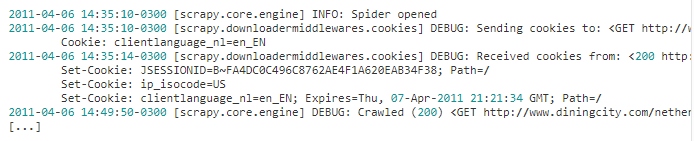 2011-04-06 14:35:10-0300 [scrapy.core.engine] INFO: Spider opened
2011-04-06 14:35:10-0300 [scrapy.downloadermiddlewares.cookies] DEBUG: Sending cookies to: <GET http://w
Cookie: clientlanguage_nl=en_EN
2011-04-06 14:35:14-0300 [scrapy.downloadermiddlewares.cookies] DEBUG: Received cookies from: <200 http:
Set-Cookie: JSESSIONID=B~FA4DC0C496C8762AE4F1A620EAB34F38; Path=/
Set-Cookie: ip_isocode=US
Set-Cookie: clientlanguage_nl=en_EN; Expires=Thu, 07-Apr-2011 21:21:34 GMT; Path=/
2011-04-06 14:49:50-0300 [scrapy.core.engine] DEBUG: Crawled (200) <GET http://www.diningcity.com/nether
[...]